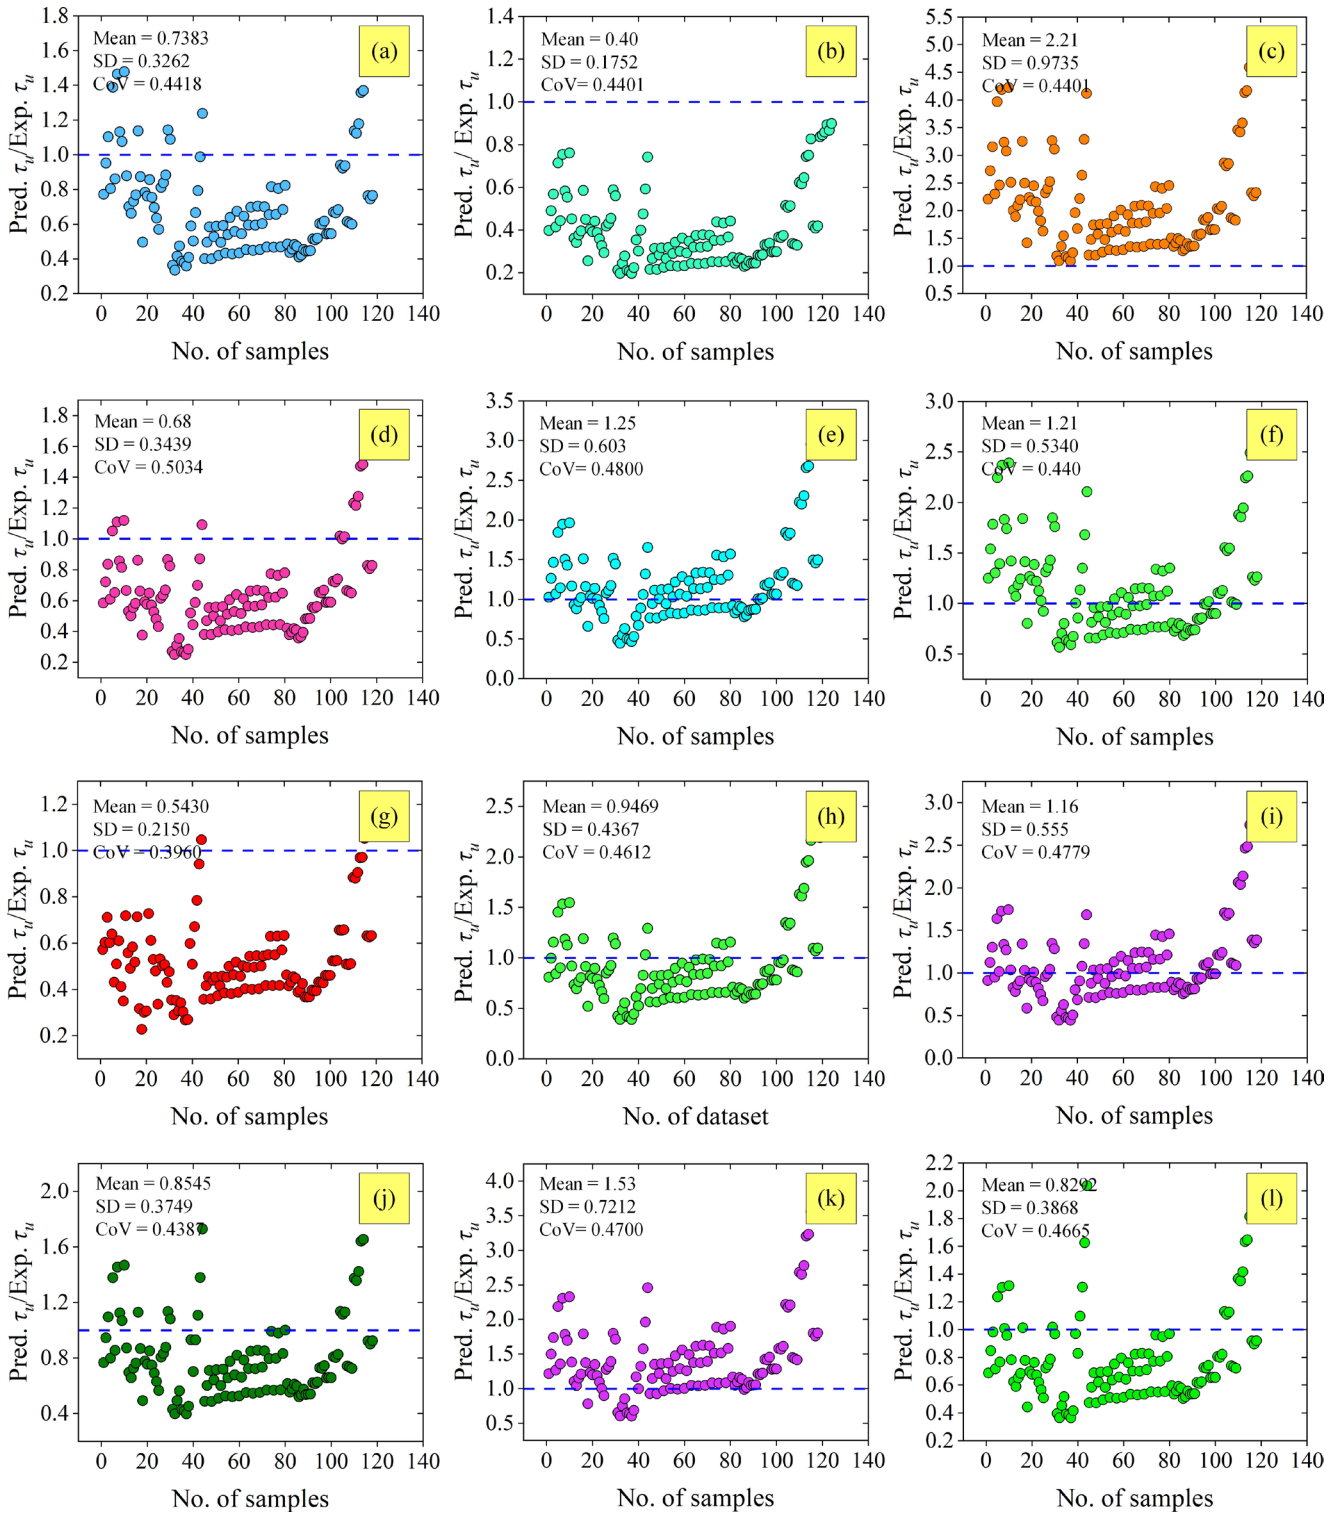 Mean = 0.7383
SD = 0.3262
CoV = 0.4418
(a)
Pred. τu/Exp. τu
1.8
1.6
1.4
1.2
1.0
0.8
0.6
0.4
0.2
0 20 40 60 80 100 120 140
No. of samples
Mean = 0.40
SD = 0.1752
CoV= 0.4401
(b)
Pred. τu/ Exp. τu
1.4
1.2
1.0
0.8
0.6
0.4
0.2
0 20 40 60 80 100 120 140
No. of samples
Mean = 2.21
SD = 0.9735
CoV = 0.4401
(c)
Pred. τu/Exp. τu
5.5
5.0
4.5
4.0
3.5
3.0
2.5
2.0
1.5
1.0
0.5
0 20 40 60 80 100 120 140
No. of samples
Mean = 0.68
SD = 0.3439
CoV = 0.5034
(d)
Pred. τu/Exp. τu
1.8
1.6
1.4
1.2
1.0
0.8
0.6
0.4
0.2
0 20 40 60 80 100 120 140
No. of samples
Mean = 1.25
SD = 0.603
CoV = 0.4800
(e)
Pred. τu/Exp. τu
3.5
3.0
2.5
2.0
1.5
1.0
0.5
0.0
0 20 40 60 80 100 120 140
No. of samples
Mean = 1.21
SD = 0.5340
CoV = 0.440
(f)
Pred. τu/Exp. τu
3.0
2.5
2.0
1.5
1.0
0.5
0 20 40 60 80 100 120 140
No. of samples
Mean = 0.5430
SD = 0.2150
CoV = 0.3960
(g)
Pred. τu/Exp. τu
1.2
1.0
0.8
0.6
0.4
0.2
0 20 40 60 80 100 120 140
No. of samples
Mean = 0.9469
SD = 0.4367
CoV = 0.4612
(h)
Pred. τu/Exp. τu
2.5
2.0
1.5
1.0
0.5
0.0
0 20 40 60 80 100 120 140
No. of dataset
Mean = 1.16
SD = 0.555
CoV = 0.4779
(i)
Pred. τu/Exp. τu
3.0
2.5
2.0
1.5
1.0
0.5
0.0
0 20 40 60 80 100 120 140
No. of samples
Mean = 0.8545
SD = 0.3749
CoV = 0.4387
(j)
Pred. τu/Exp. τu
2.0
1.6
1.2
0.8
0.4
0 20 40 60 80 100 120 140
No. of samples
Mean = 1.53
SD = 0.7212
CoV= 0.4700
(k)
Pred. τu/Exp. τu
4.0
3.5
3.0
2.5
2.0
1.5
1.0
0.5
0 20 40 60 80 100 120 140
No. of samples
Mean = 0.8292
SD = 0.3868
CoV = 0.4665
(l)
Pred. τu/Exp. τu
2.2
2.0
1.8
1.6
1.4
1.2
1.0
0.8
0.6
0.4
0.2
0 20 40 60 80 100 120 140
No. of samples